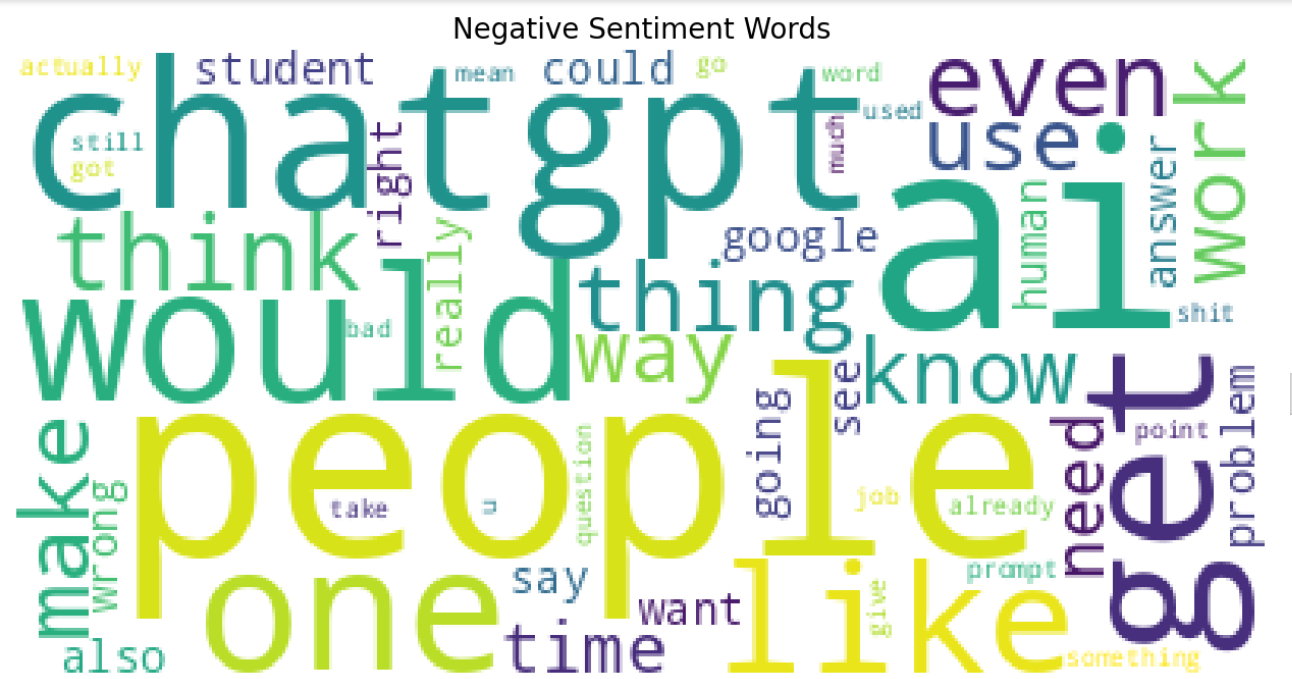 Negative Sentiment Words
actually
student
mean
could
go
word
even
work
chatgpt
used
still
got
right
much
use
ai
answer
human
think
really
google
thing
shit
would
bad
way
know
see
get
problem
people
going
need
point
make
wrong
take
question
job
already
one
say
want
like
prompt
give
time
also
something